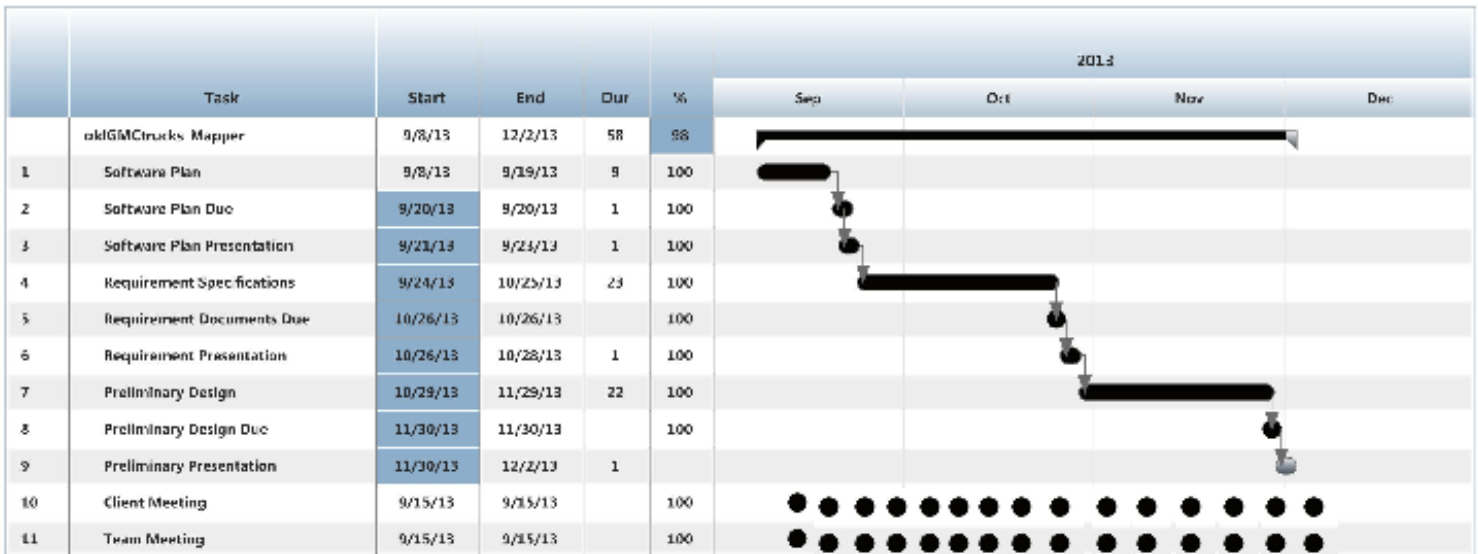 2013
Task Start End Dur % Sep Oct Nov Dec
oklGMCtrucks Mapper 9/8/13 12/2/13 58 98
1 Software Plan 9/8/13 9/19/13 9 100
2 Software Plan Due 9/20/13 9/20/13 1 100
3 Software Plan Presentation 9/21/13 9/23/13 1 100
4 Requirement Specifications 9/24/13 10/25/13 23 100
5 Requirement Documents Due 10/26/13 10/26/13 100
6 Requirement Presentation 10/26/13 10/28/13 1 100
7 Preliminary Design 10/29/13 11/29/13 22 100
8 Preliminary Design Due 11/30/13 11/30/13 100
9 Preliminary Presentation 11/30/13 12/2/13 1
10 Client Meeting 9/15/13 9/15/13 100
11 Team Meeting 9/15/13 9/15/13 100